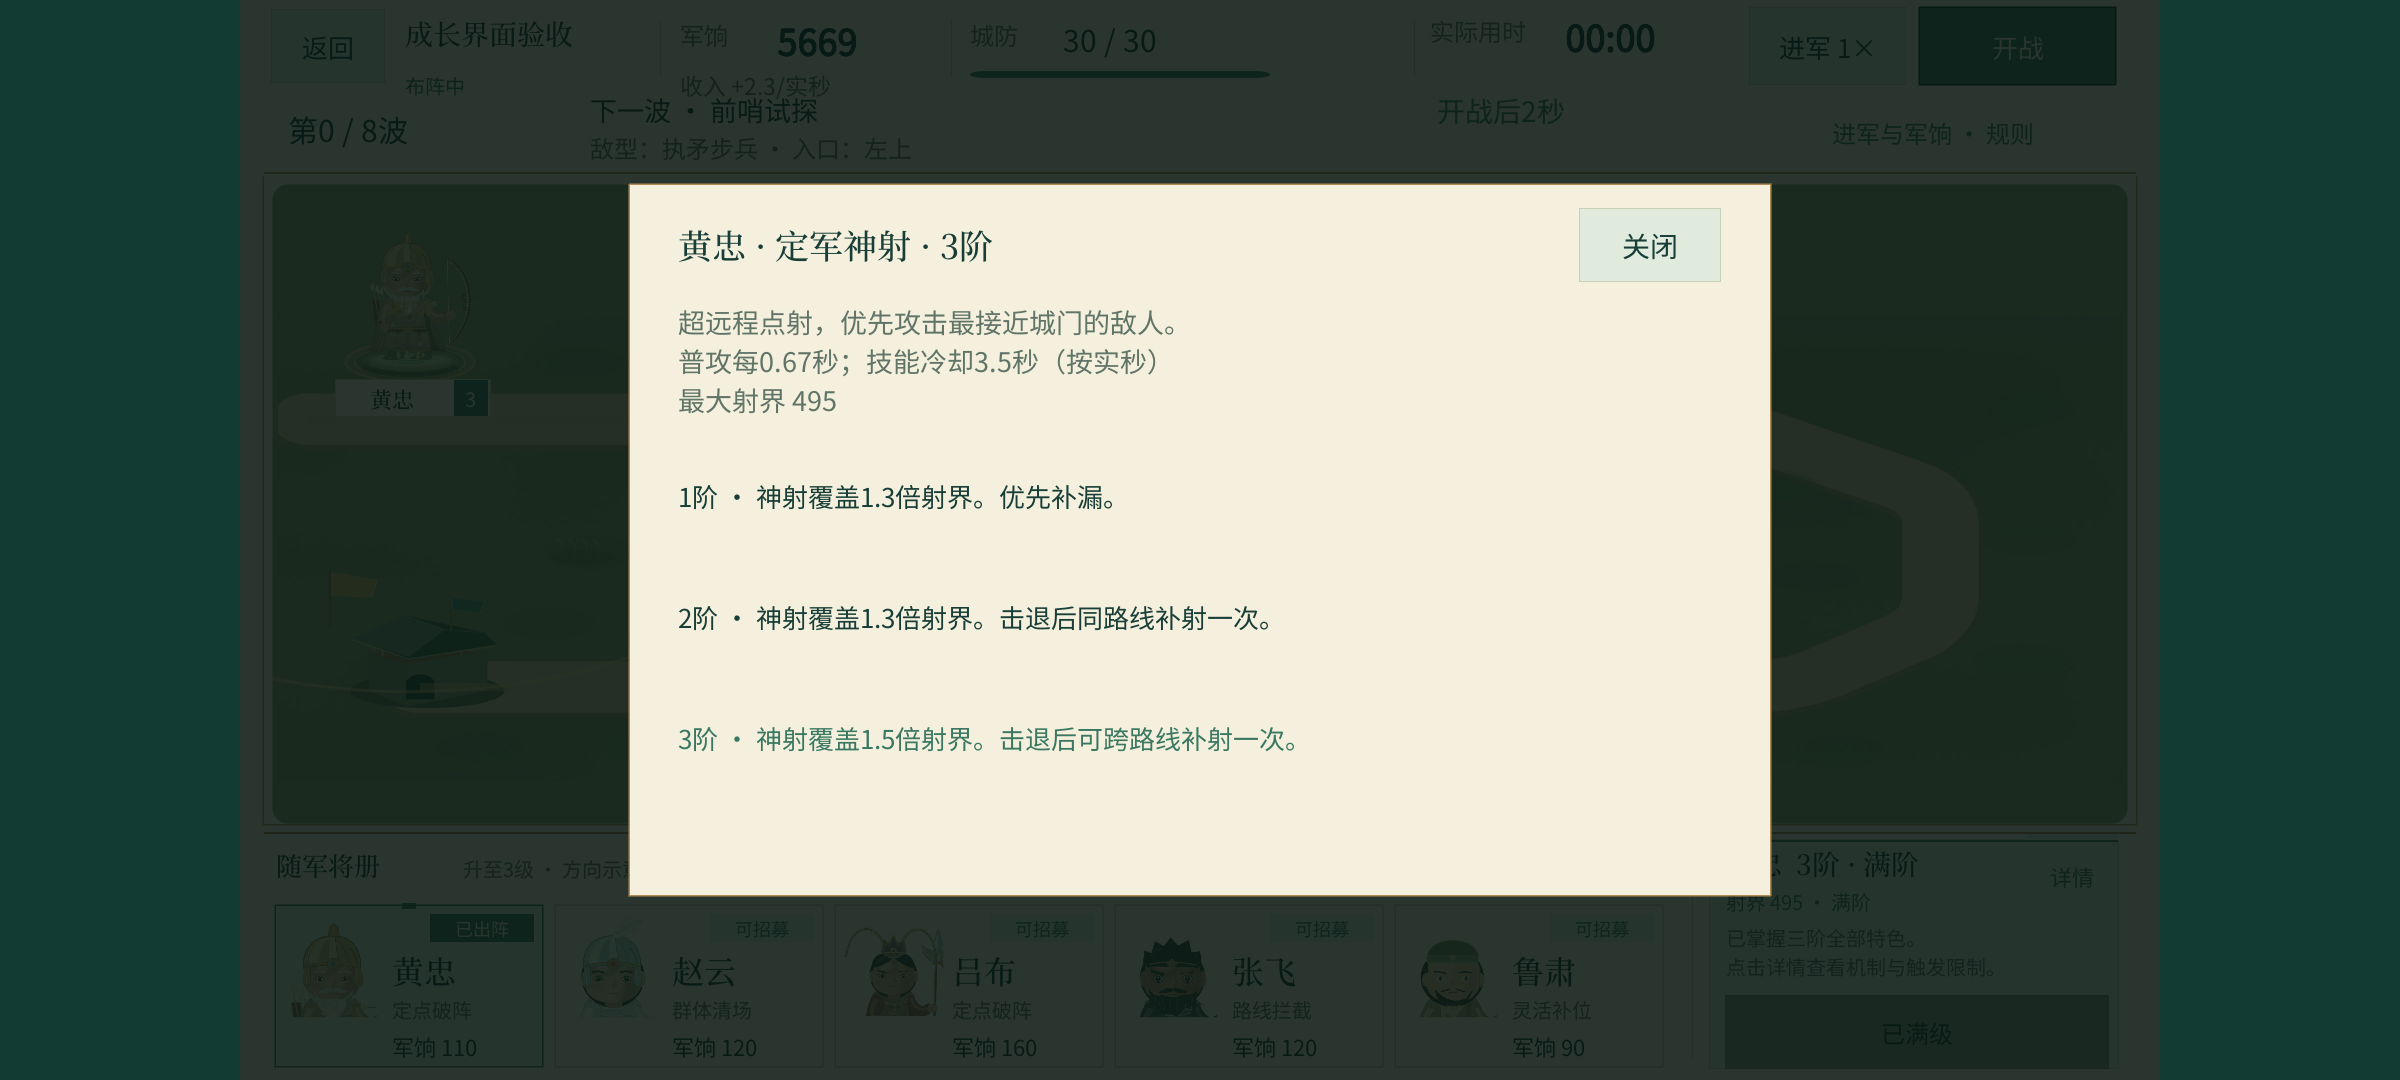 返回
成长界面验收
布阵中
军饷
5669
收入 +2.3/实秒
城防
30 / 30
实际用时
00:00
进军 1×
开战
第0 / 8波
下一波 · 前哨试探
敌型：执矛步兵 · 入口：左上
开战后2秒
进军与军饷 · 规则
黄忠 · 定军神射 · 3阶
关闭
超远程点射，优先攻击最接近城门的敌人。
普攻每0.67秒；技能冷却3.5秒（按实秒）
最大射界 495
1阶 · 神射覆盖1.3倍射界。优先补漏。
2阶 · 神射覆盖1.3倍射界。击退后同路线补射一次。
3阶 · 神射覆盖1.5倍射界。击退后可跨路线补射一次。
黄忠
3
随军将册
升至3级 · 方向示
已出阵
黄忠
定点破阵
军饷 110
可招募
赵云
群体清场
军饷 120
可招募
吕布
定点破阵
军饷 160
可招募
张飞
路线拦截
军饷 120
可招募
鲁肃
灵活补位
军饷 90
3阶 · 满阶
详情
射界 495 · 满阶
已掌握三阶全部特色。
点击详情查看机制与触发限制。
已满级